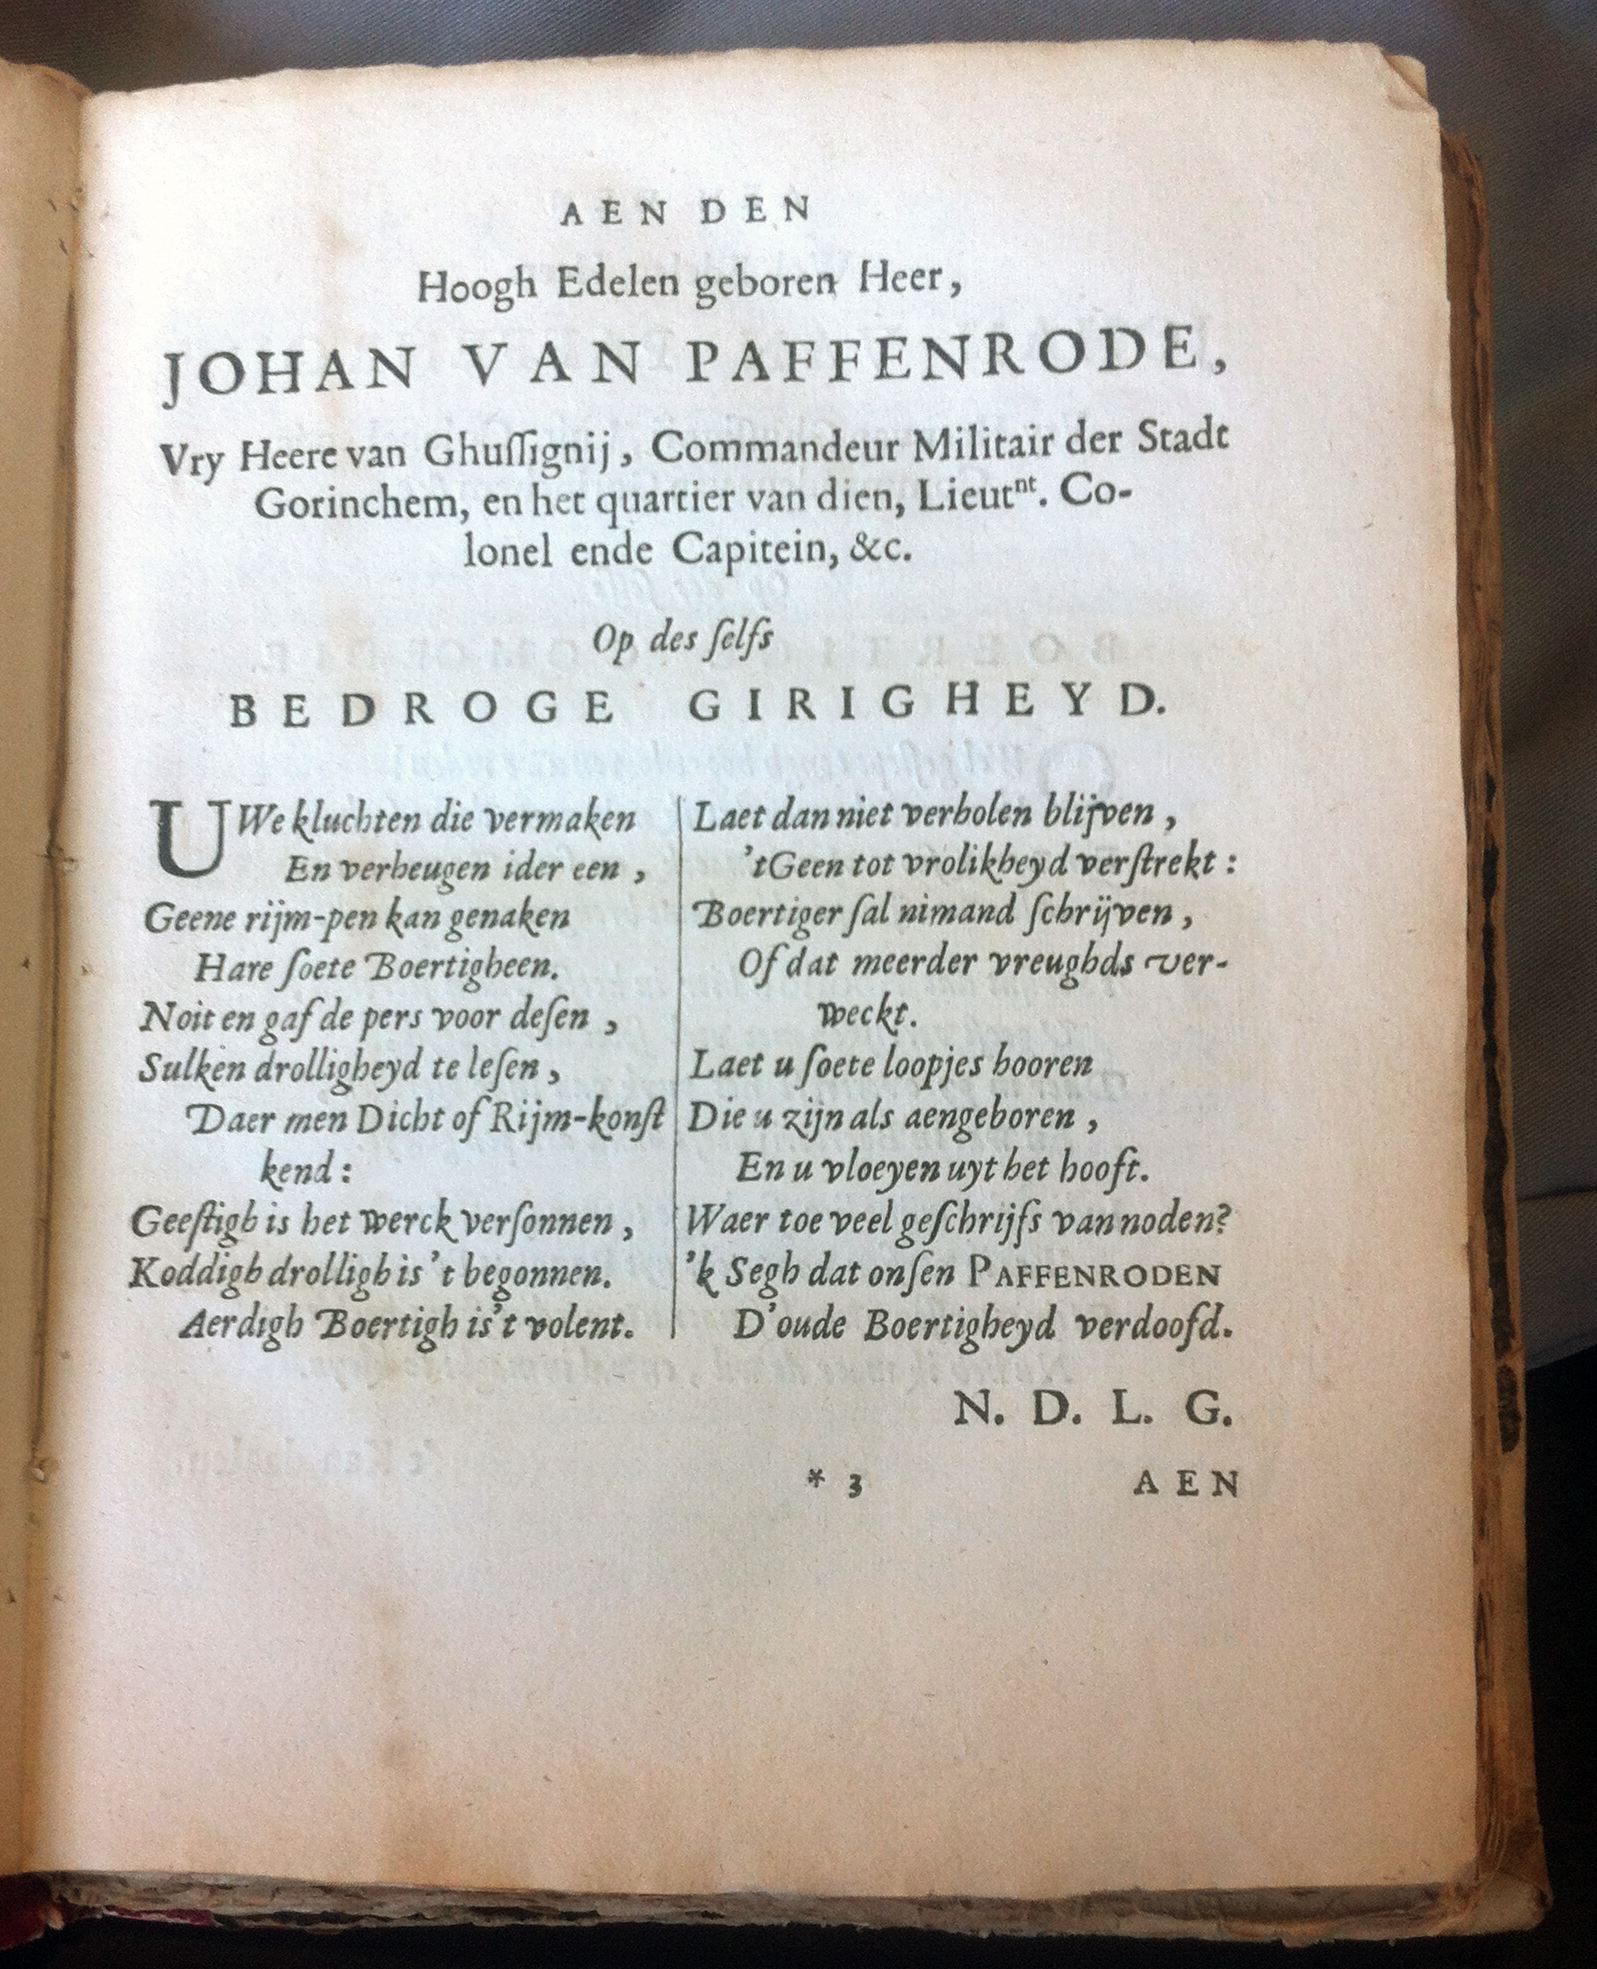 AEN DEN
Hoogh Edelen geboren Heer,
JOHAN VAN PAFFENRODE,
Vry Heere van Ghuſſignij, Commandeur Militair der Stadt
Gorinchem, en het quartier van dien, Lieutⁿᵗ. Co-
lonel ende Capitein, &c.
Op des ſelfs
BEDROGE GIRIGHEYD.
UWe kluchten die vermaken
En verheugen ider een,
Geene rijm-pen kan genaken
Hare ſoete Boertigheen.
Noit en gaf de pers voor deſen,
Sulken drolligheyd te leſen,
Daer men Dicht of Rijm-konſt
kend:
Geeſtigh is het werck verſonnen,
Koddigh drolligh is 't begonnen.
Aerdigh Boertigh is't volent.
Laet dan niet verholen blijven,
'tGeen tot vrolikheyd verſtrekt:
Boertiger ſal nimand ſchrijven,
Of dat meerder vreughds ver-
weckt.
Laet u ſoete loopjes hooren
Die u zijn als aengeboren,
En u vloeyen uyt het hooft.
Waer toe veel geſchrijfs van noden?
'k Segh dat onſen PAFFENRODEN
D'oude Boertigheyd verdoofd.
N. D. L. G.
* 3 AEN